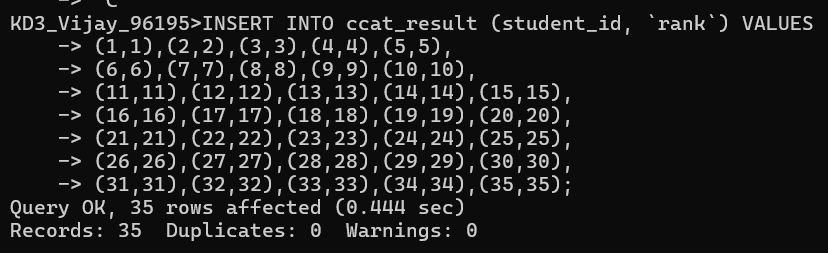 KD3_Vijay_96195>INSERT INTO ccat_result (student_id, `rank`) VALUES
    -> (1,1),(2,2),(3,3),(4,4),(5,5),
    -> (6,6),(7,7),(8,8),(9,9),(10,10),
    -> (11,11),(12,12),(13,13),(14,14),(15,15),
    -> (16,16),(17,17),(18,18),(19,19),(20,20),
    -> (21,21),(22,22),(23,23),(24,24),(25,25),
    -> (26,26),(27,27),(28,28),(29,29),(30,30),
    -> (31,31),(32,32),(33,33),(34,34),(35,35);
Query OK, 35 rows affected (0.444 sec)
Records: 35  Duplicates: 0  Warnings: 0